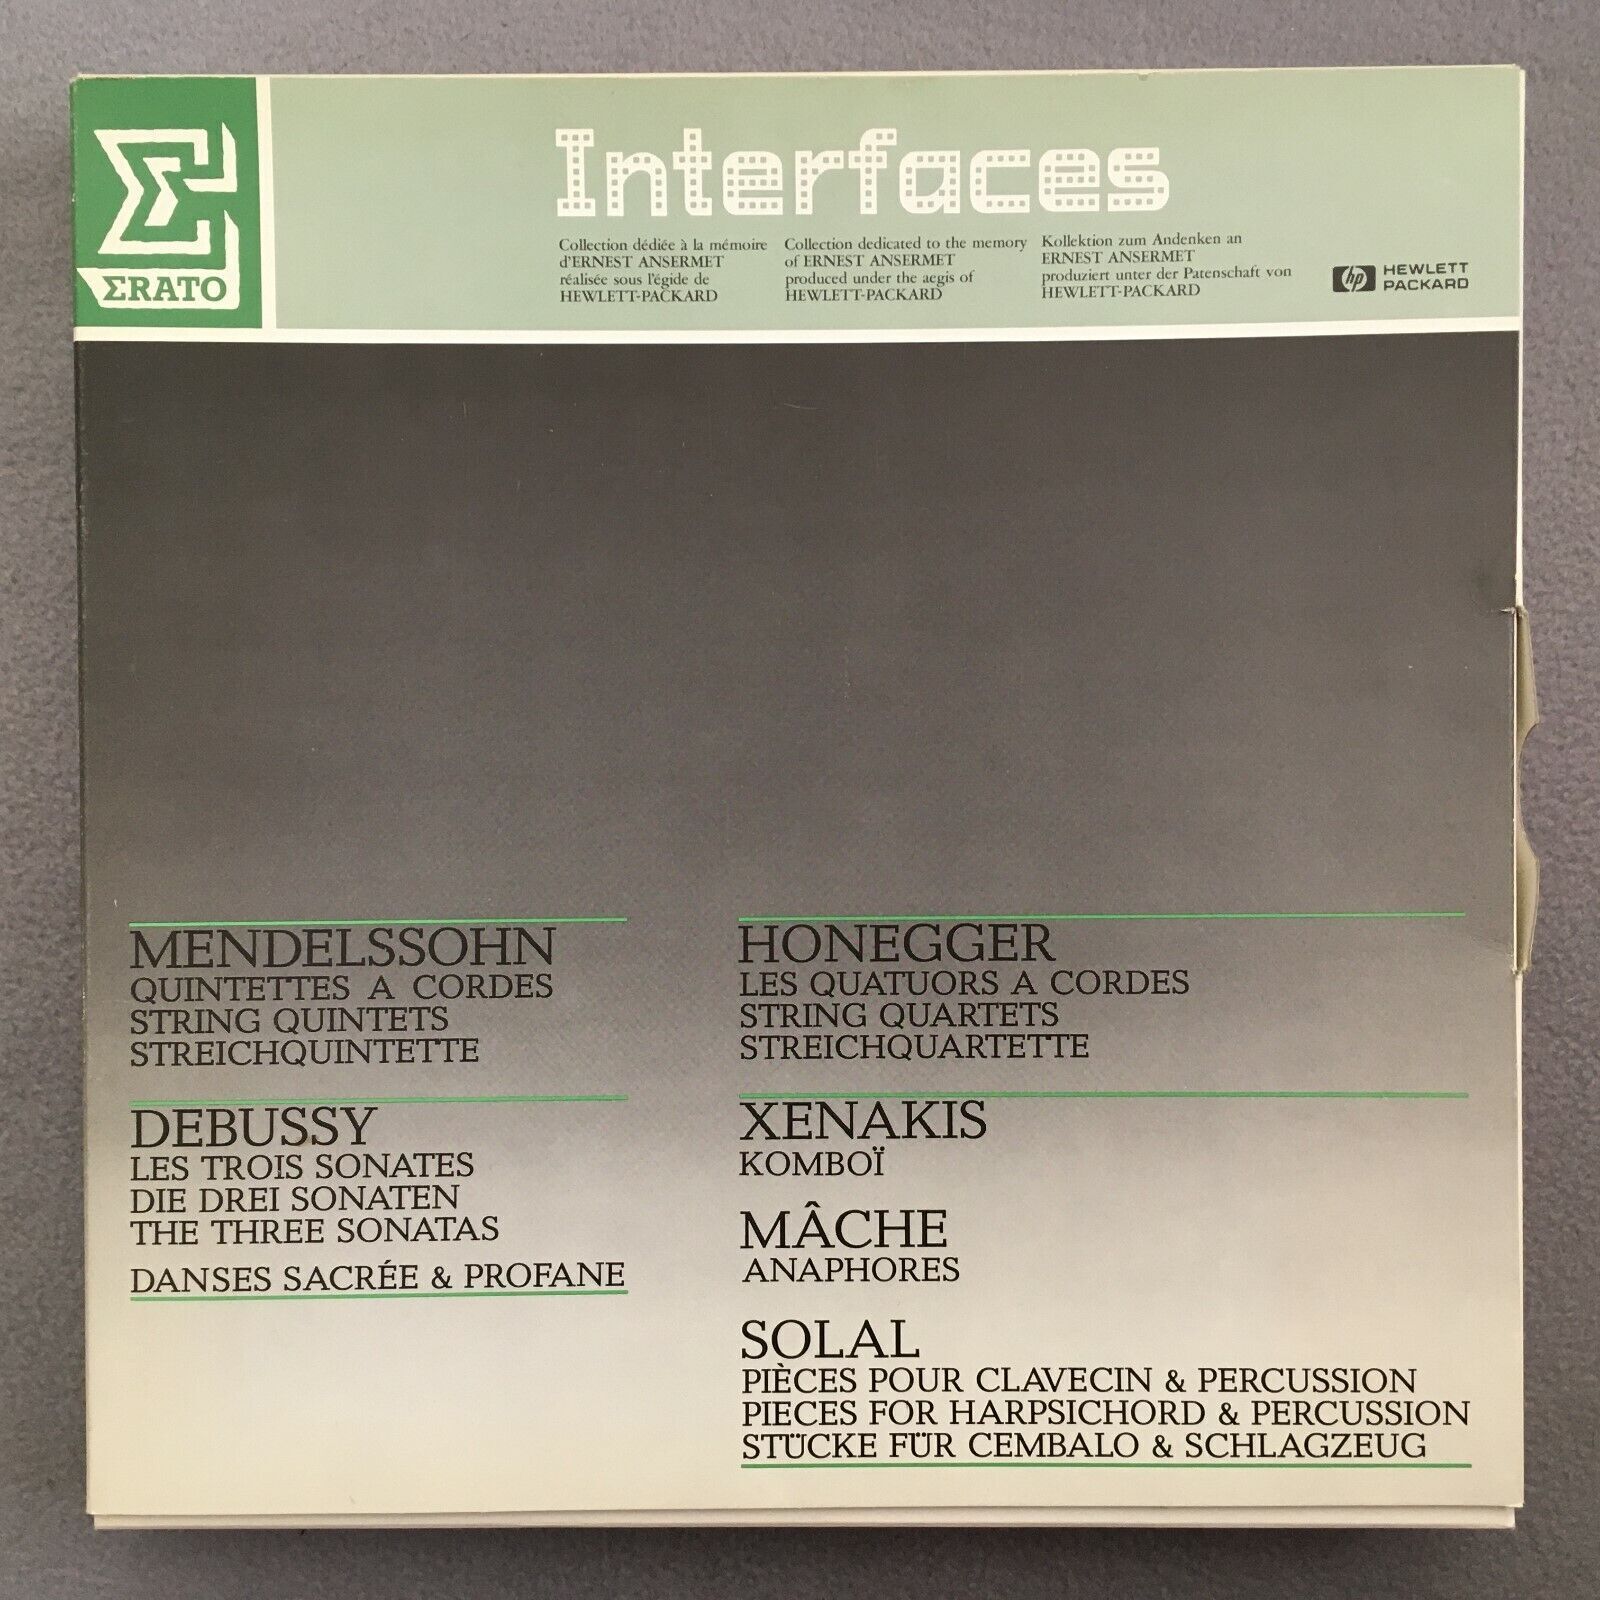 ERATO
Interfaces
Collection dédiée à la mémoire
d'ERNEST ANSERMET
réalisée sous l'égide de
HEWLETT-PACKARD
Collection dedicated to the memory
of ERNEST ANSERMET
produced under the aegis of
HEWLETT-PACKARD
Kollektion zum Andenken an
ERNEST ANSERMET
produziert unter der Patenschaft von
HEWLETT-PACKARD
hp HEWLETT
PACKARD
MENDELSSOHN
QUINTETTES A CORDES
STRING QUINTETS
STREICHQUINTETTE
DEBUSSY
LES TROIS SONATES
DIE DREI SONATEN
THE THREE SONATAS
DANSES SACRÉE & PROFANE
HONEGGER
LES QUATUORS A CORDES
STRING QUARTETS
STREICHQUARTETTE
XENAKIS
KOMBOÏ
MÂCHE
ANAPHORES
SOLAL
PIÈCES POUR CLAVECIN & PERCUSSION
PIECES FOR HARPSICHORD & PERCUSSION
STÜCKE FÜR CEMBALO & SCHLAGZEUG